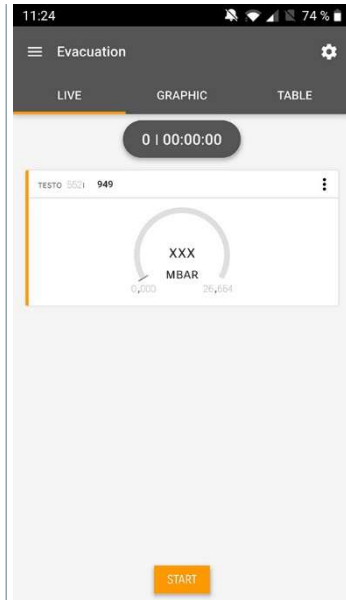 11:24 74 %
Evacuation
LIVE GRAPHIC TABLE
0 | 00:00:00
TESTO 552i 949
XXX
MBAR
0,000 26,664
START